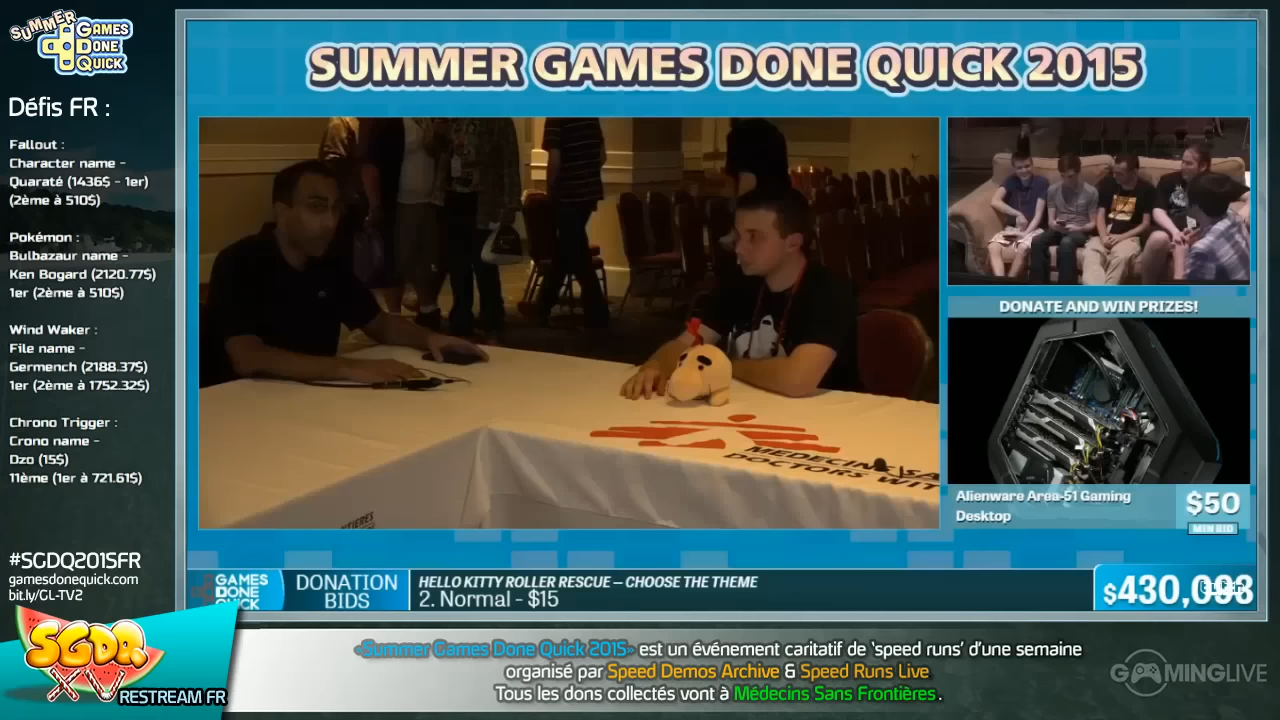 SUMMER
GAMES
DONE
QUICK
Défis FR :
Fallout :
Character name -
Quaraté (1436$ - 1er)
(2ème à 510$)
Pokémon :
Bulbazaur name -
Ken Bogard (2120.77$)
1er (2ème à 510$)
Wind Waker :
File name -
Germench (2188.37$)
1er (2ème à 1752.32$)
Chrono Trigger :
Crono name -
Dzo (15$)
11ème (1er à 721.61$)
#SGDQ2015FR
gamesdonequick.com
bit.ly/GL-TV2
SGDQ
XV
RESTREAM FR
SUMMER GAMES DONE QUICK 2015
MEDECINS SA
DOCTORS WIT
DONATE AND WIN PRIZES!
Alienware Area-51 Gaming
Desktop
$50
MIN BID
GAMES
DONE
QUICK
DONATION
BIDS
HELLO KITTY ROLLER RESCUE – CHOOSE THE THEME
2. Normal - $15
$430,098
«Summer Games Done Quick 2015» est un événement caritatif de 'speed runs' d'une semaine
organisé par Speed Demos Archive & Speed Runs Live
Tous les dons collectés vont à Médecins Sans Frontières.
GAMINGLIVE